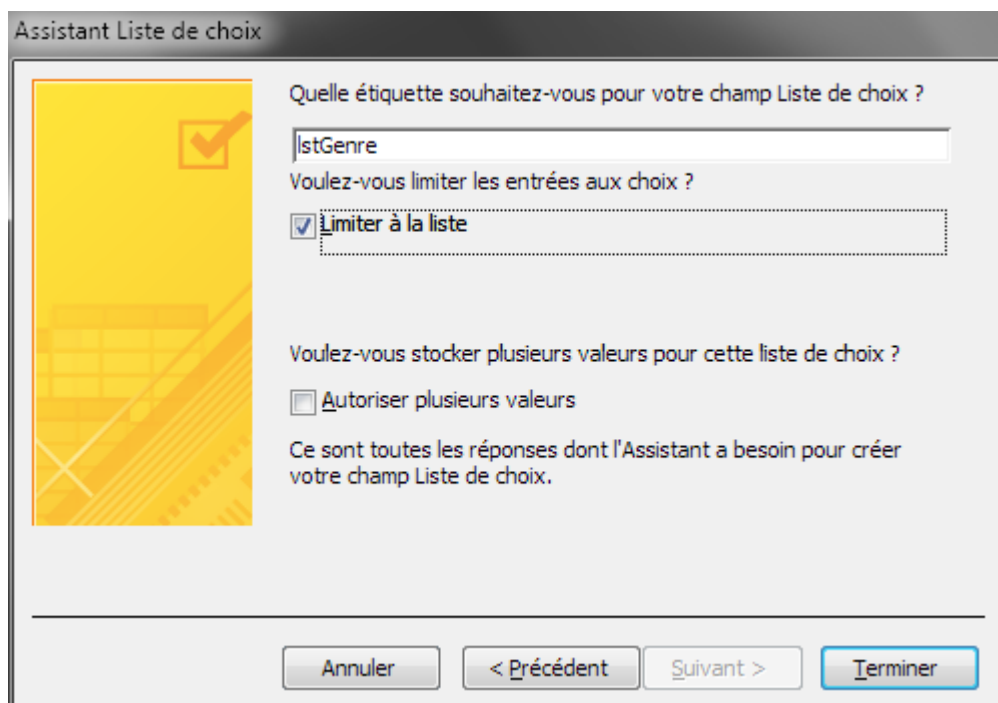 Assistant Liste de choix
Quelle étiquette souhaitez-vous pour votre champ Liste de choix ?
lstGenre
Voulez-vous limiter les entrées aux choix ?
Limiter à la liste
Voulez-vous stocker plusieurs valeurs pour cette liste de choix ?
Autoriser plusieurs valeurs
Ce sont toutes les réponses dont l'Assistant a besoin pour créer
votre champ Liste de choix.
Annuler < Précédent Suivant > Terminer